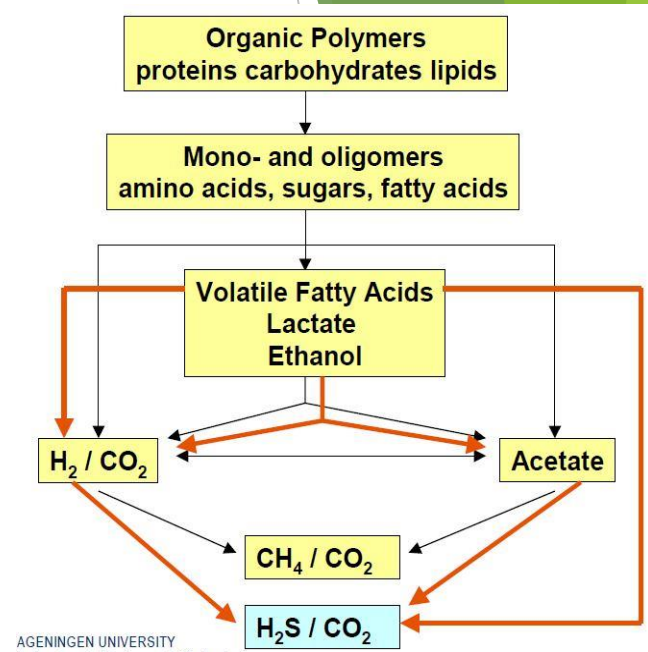 Organic Polymers
proteins carbohydrates lipids
Mono- and oligomers
amino acids, sugars, fatty acids
Volatile Fatty Acids
Lactate
Ethanol
H₂ / CO₂
Acetate
CH₄ / CO₂
H₂S / CO₂
AGENINGEN UNIVERSITY